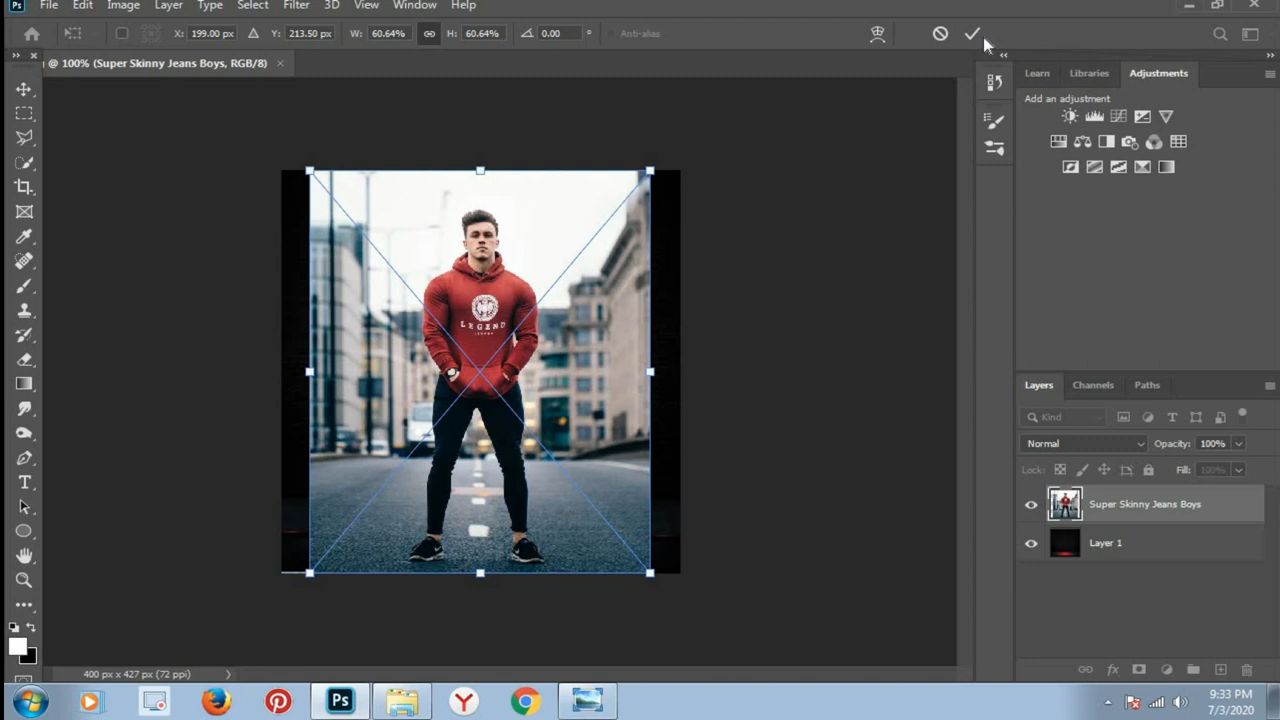 Ps File Edit Image Layer Type Select Filter 3D View Window Help
X: 199.00 px Y: 213.50 px W: 60.64% H: 60.64% 0.00 ° Anti-alias
@ 100% (Super Skinny Jeans Boys, RGB/8) ×
Learn Libraries Adjustments
Add an adjustment
LEGEND
Layers Channels Paths
Kind
Normal Opacity: 100%
Lock: Fill: 100%
Super Skinny Jeans Boys
Layer 1
400 px x 427 px (72 ppi)
Ps
9:33 PM
7/3/2020